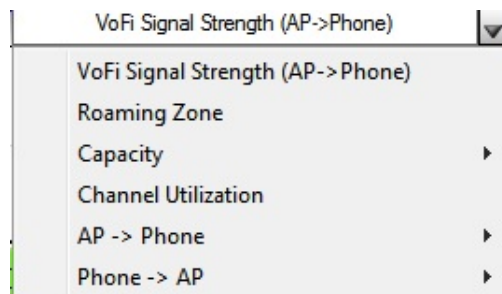 VoFi Signal Strength (AP->Phone)
VoFi Signal Strength (AP->Phone)
Roaming Zone
Capacity
Channel Utilization
AP -> Phone
Phone -> AP